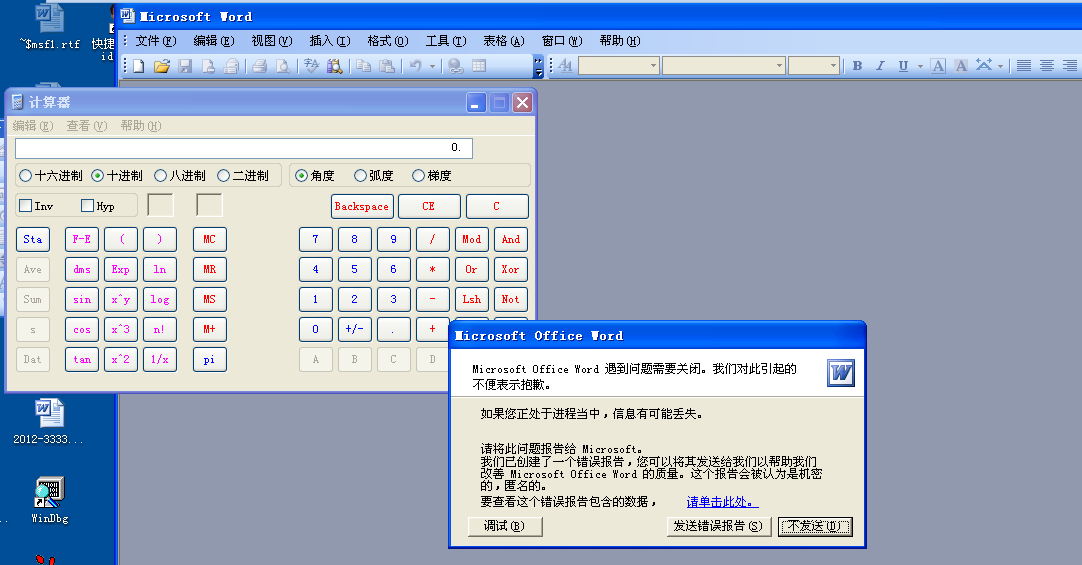 ~$msf1.rtf
快捷
id
Microsoft Word
文件(F) 编辑(E) 视图(V) 插入(I) 格式(O) 工具(T) 表格(A) 窗口(W) 帮助(H)
B I U A A
计算器
编辑(E) 查看(V) 帮助(H)
0.
十六进制 十进制 八进制 二进制 角度 弧度 梯度
Inv Hyp Backspace CE C
Sta F-E ( ) MC 7 8 9 / Mod And
Ave dms Exp ln MR 4 5 6 * Or Xor
Sum sin x^y log MS 1 2 3 - Lsh Not
s cos x^3 n! M+ 0 +/- . +
Dat tan x^2 1/x pi A B C D
Microsoft Office Word
Microsoft Office Word 遇到问题需要关闭。我们对此引起的
不便表示抱歉。
如果您正处于进程当中，信息有可能丢失。
请将此问题报告给 Microsoft。
我们已创建了一个错误报告，您可以将其发送给我们以帮助我们
改善 Microsoft Office Word 的质量。这个报告会被认为是机密
的，匿名的。
要查看这个错误报告包含的数据， 请单击此处。
调试(B) 发送错误报告(S) 不发送(D)
2012-3333...
WinDbg